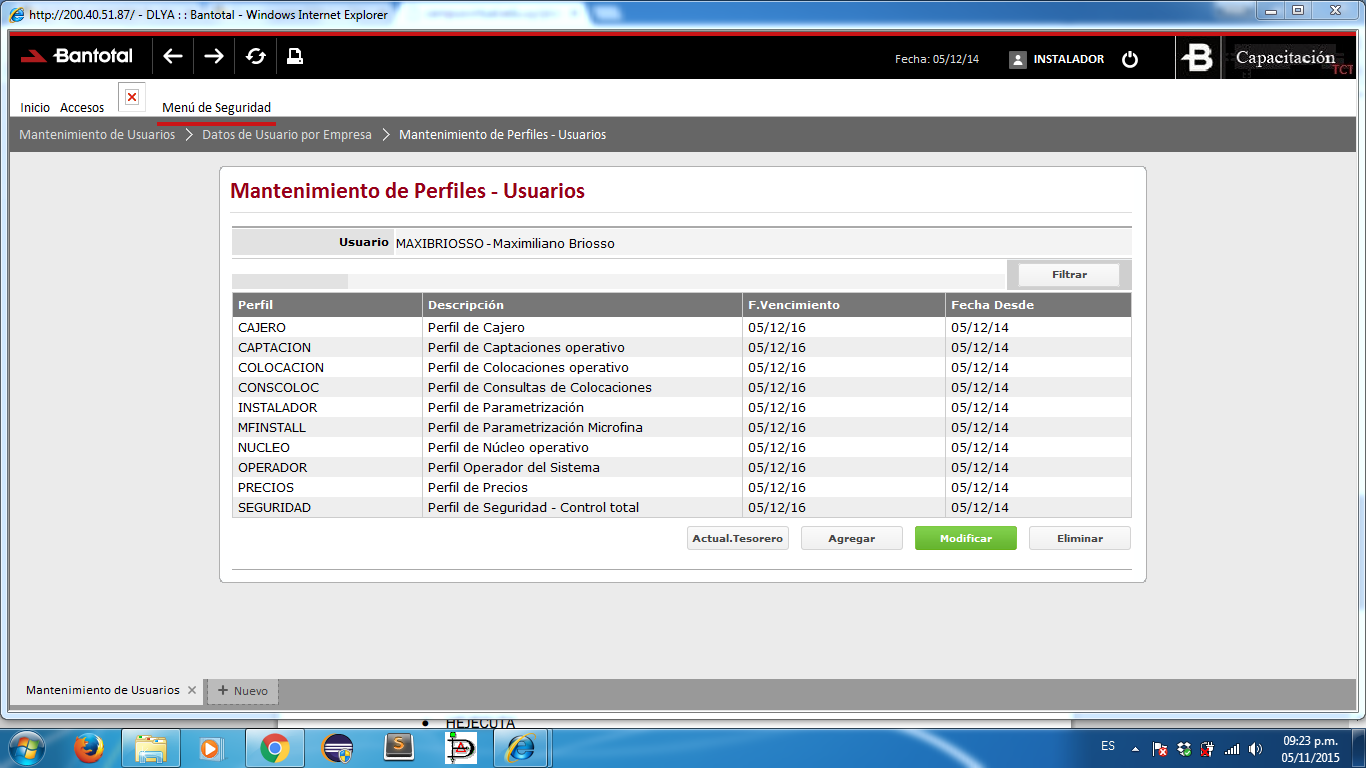 http://200.40.51.87/ - DLYA : : Bantotal - Windows Internet Explorer
Bantotal
Fecha: 05/12/14
INSTALADOR
B
Capacitación
TCT
Inicio Accesos Menú de Seguridad
Mantenimiento de Usuarios > Datos de Usuario por Empresa > Mantenimiento de Perfiles - Usuarios
Mantenimiento de Perfiles - Usuarios
Usuario MAXIBRIOSSO - Maximiliano Briosso
Filtrar
Perfil Descripción F.Vencimiento Fecha Desde
CAJERO Perfil de Cajero 05/12/16 05/12/14
CAPTACION Perfil de Captaciones operativo 05/12/16 05/12/14
COLOCACION Perfil de Colocaciones operativo 05/12/16 05/12/14
CONSCOLOC Perfil de Consultas de Colocaciones 05/12/16 05/12/14
INSTALADOR Perfil de Parametrización 05/12/16 05/12/14
MFINSTALL Perfil de Parametrización Microfina 05/12/16 05/12/14
NUCLEO Perfil de Núcleo operativo 05/12/16 05/12/14
OPERADOR Perfil Operador del Sistema 05/12/16 05/12/14
PRECIOS Perfil de Precios 05/12/16 05/12/14
SEGURIDAD Perfil de Seguridad - Control total 05/12/16 05/12/14
Actual.Tesorero Agregar Modificar Eliminar
Mantenimiento de Usuarios × + Nuevo
• HEJECUTA
ES
09:23 p.m.
05/11/2015